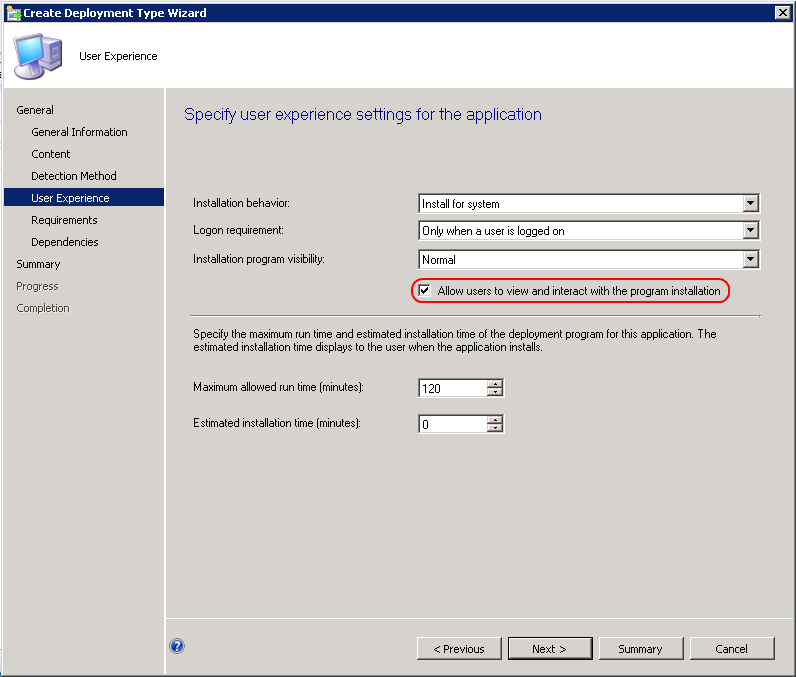 Create Deployment Type Wizard
User Experience
General
General Information
Content
Detection Method
User Experience
Requirements
Dependencies
Summary
Progress
Completion
Specify user experience settings for the application
Installation behavior:
Install for system
Logon requirement:
Only when a user is logged on
Installation program visibility:
Normal
Allow users to view and interact with the program installation
Specify the maximum run time and estimated installation time of the deployment program for this application. The
estimated installation time displays to the user when the application installs.
Maximum allowed run time (minutes):
120
Estimated installation time (minutes):
0
?
< Previous
Next >
Summary
Cancel